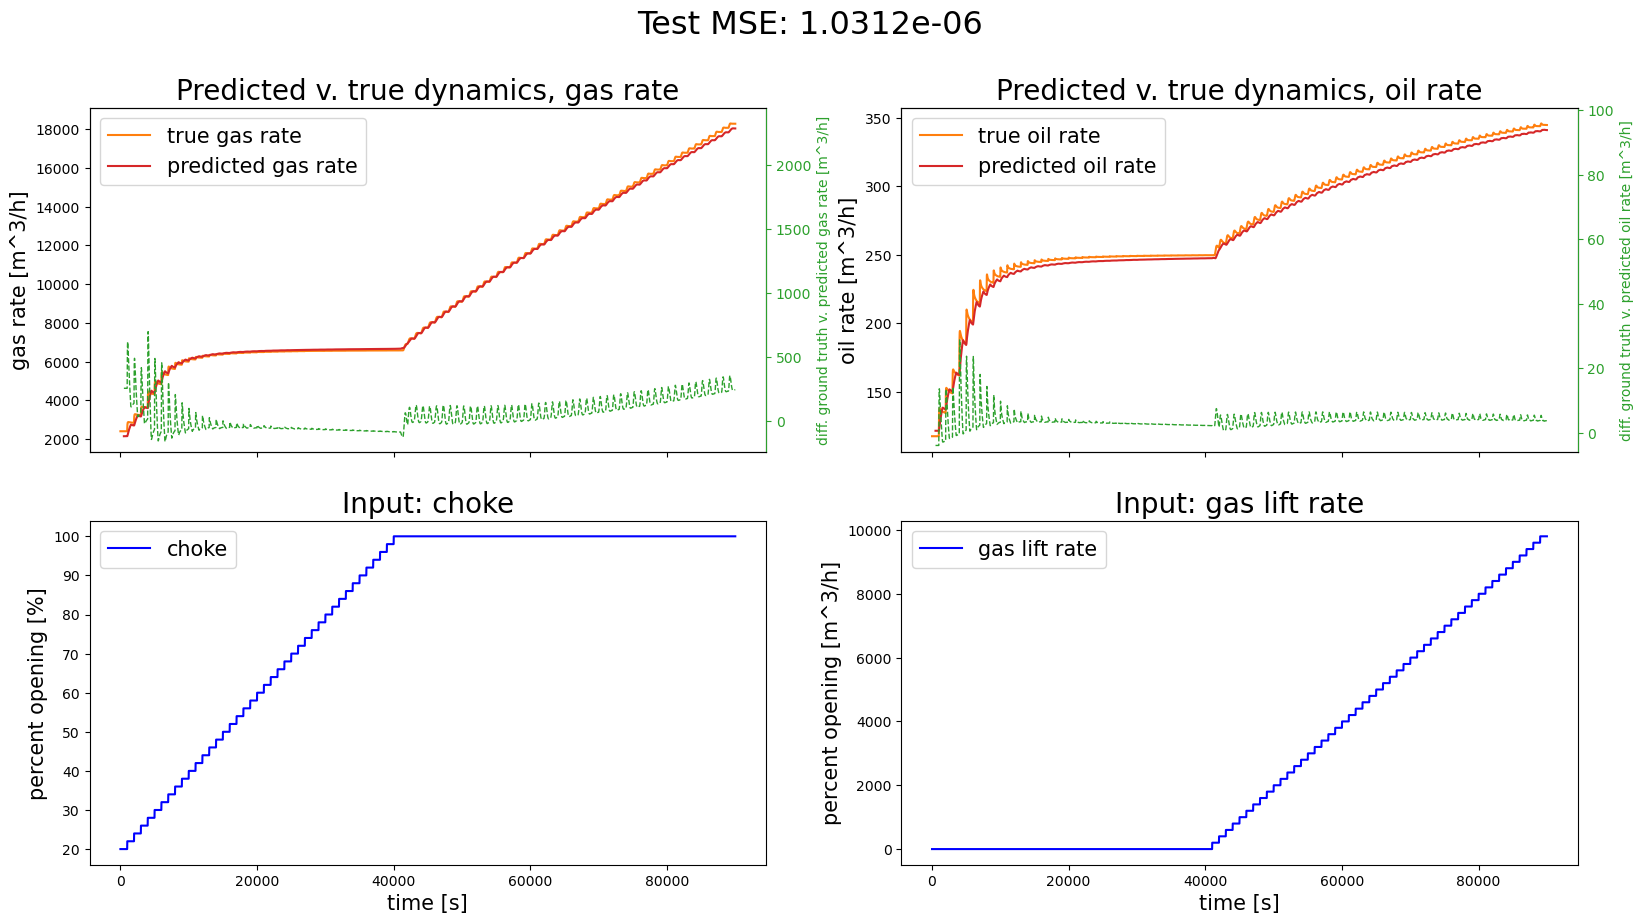 Test MSE: 1.0312e-06
Predicted v. true dynamics, gas rate
true gas rate
predicted gas rate
gas rate [m^3/h]
18000
16000
14000
12000
10000
8000
6000
4000
2000
2000
1500
1000
500
0
diff. ground truth v. predicted gas rate [m^3/h]
Predicted v. true dynamics, oil rate
true oil rate
predicted oil rate
oil rate [m^3/h]
350
300
250
200
150
100
80
60
40
20
0
diff. ground truth v. predicted oil rate [m^3/h]
Input: choke
choke
percent opening [%]
100
90
80
70
60
50
40
30
20
0 20000 40000 60000 80000
time [s]
Input: gas lift rate
gas lift rate
percent opening [m^3/h]
10000
8000
6000
4000
2000
0
0 20000 40000 60000 80000
time [s]